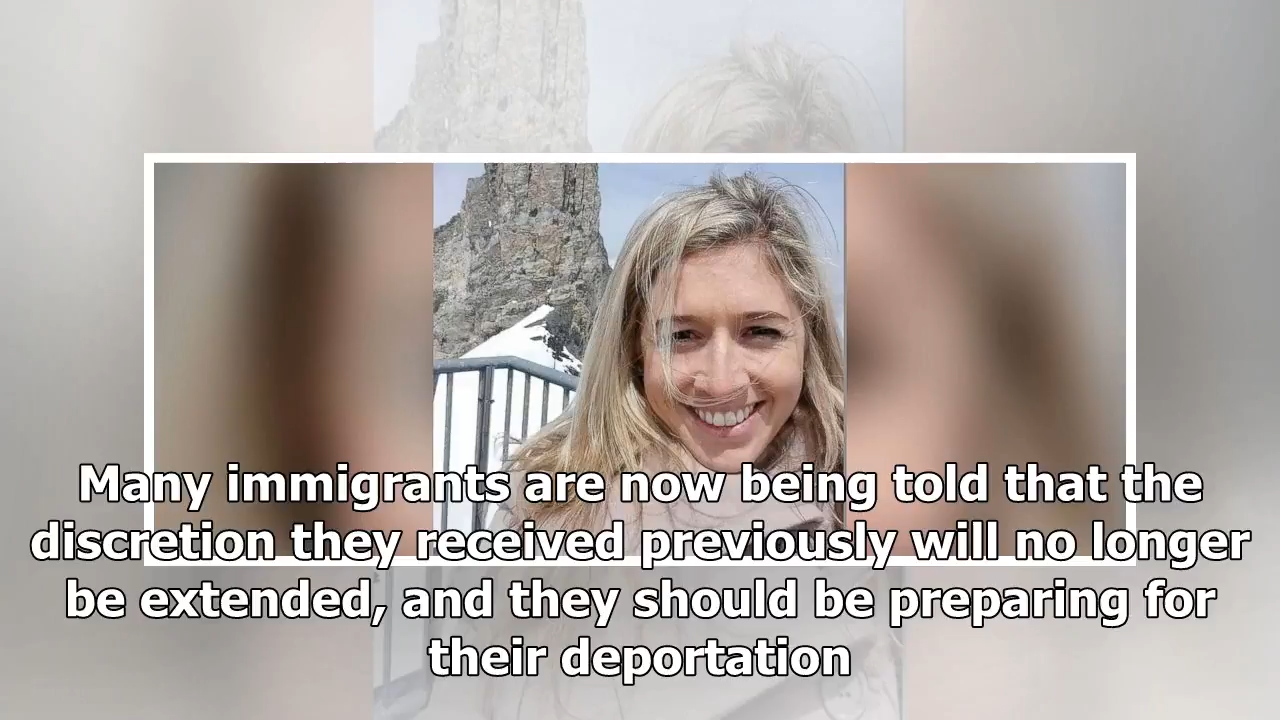 Many immigrants are now being told that the
discretion they received previously will no longer
be extended, and they should be preparing for
their deportation